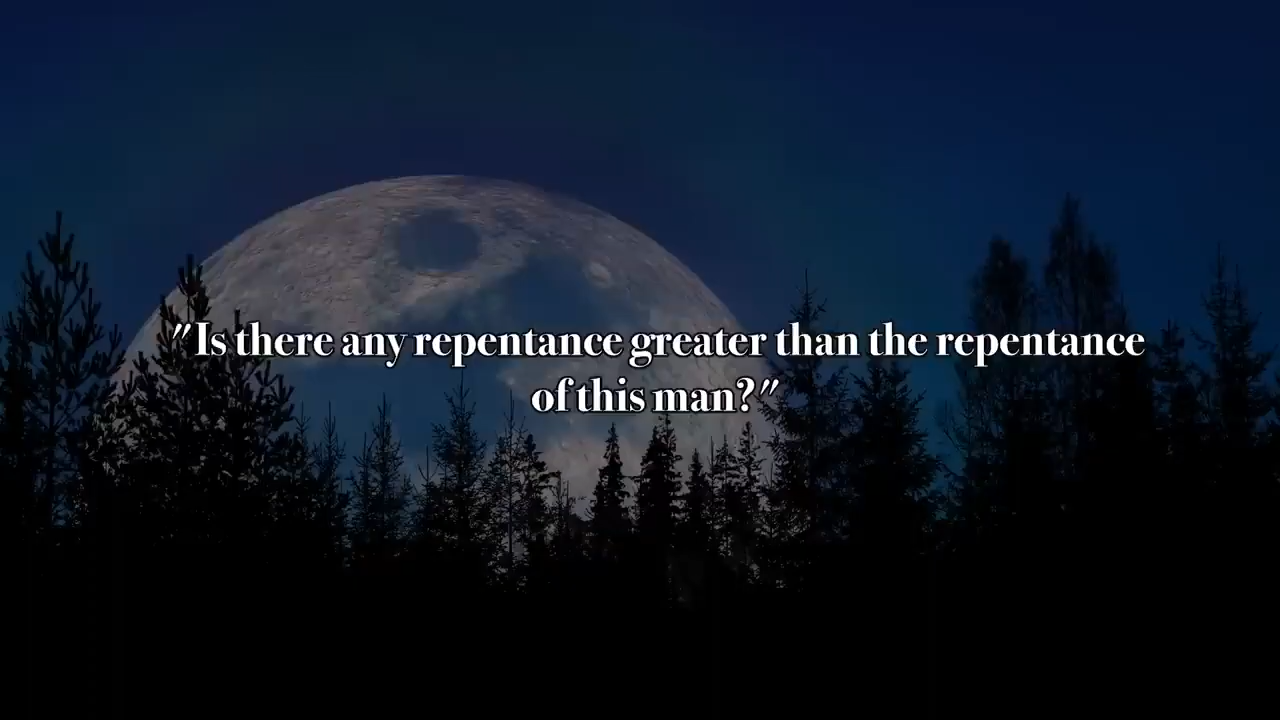 "Is there any repentance greater than the repentance
of this man?"